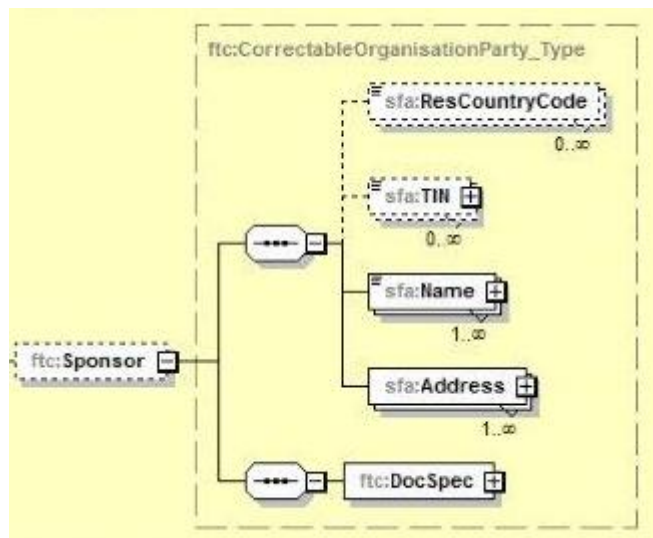 ftc:CorrectableOrganisationParty_Type
sfa:ResCountryCode
0..∞
sfa:TIN
0..∞
sfa:Name
1..∞
ftc:Sponsor
sfa:Address
1..∞
ftc:DocSpec